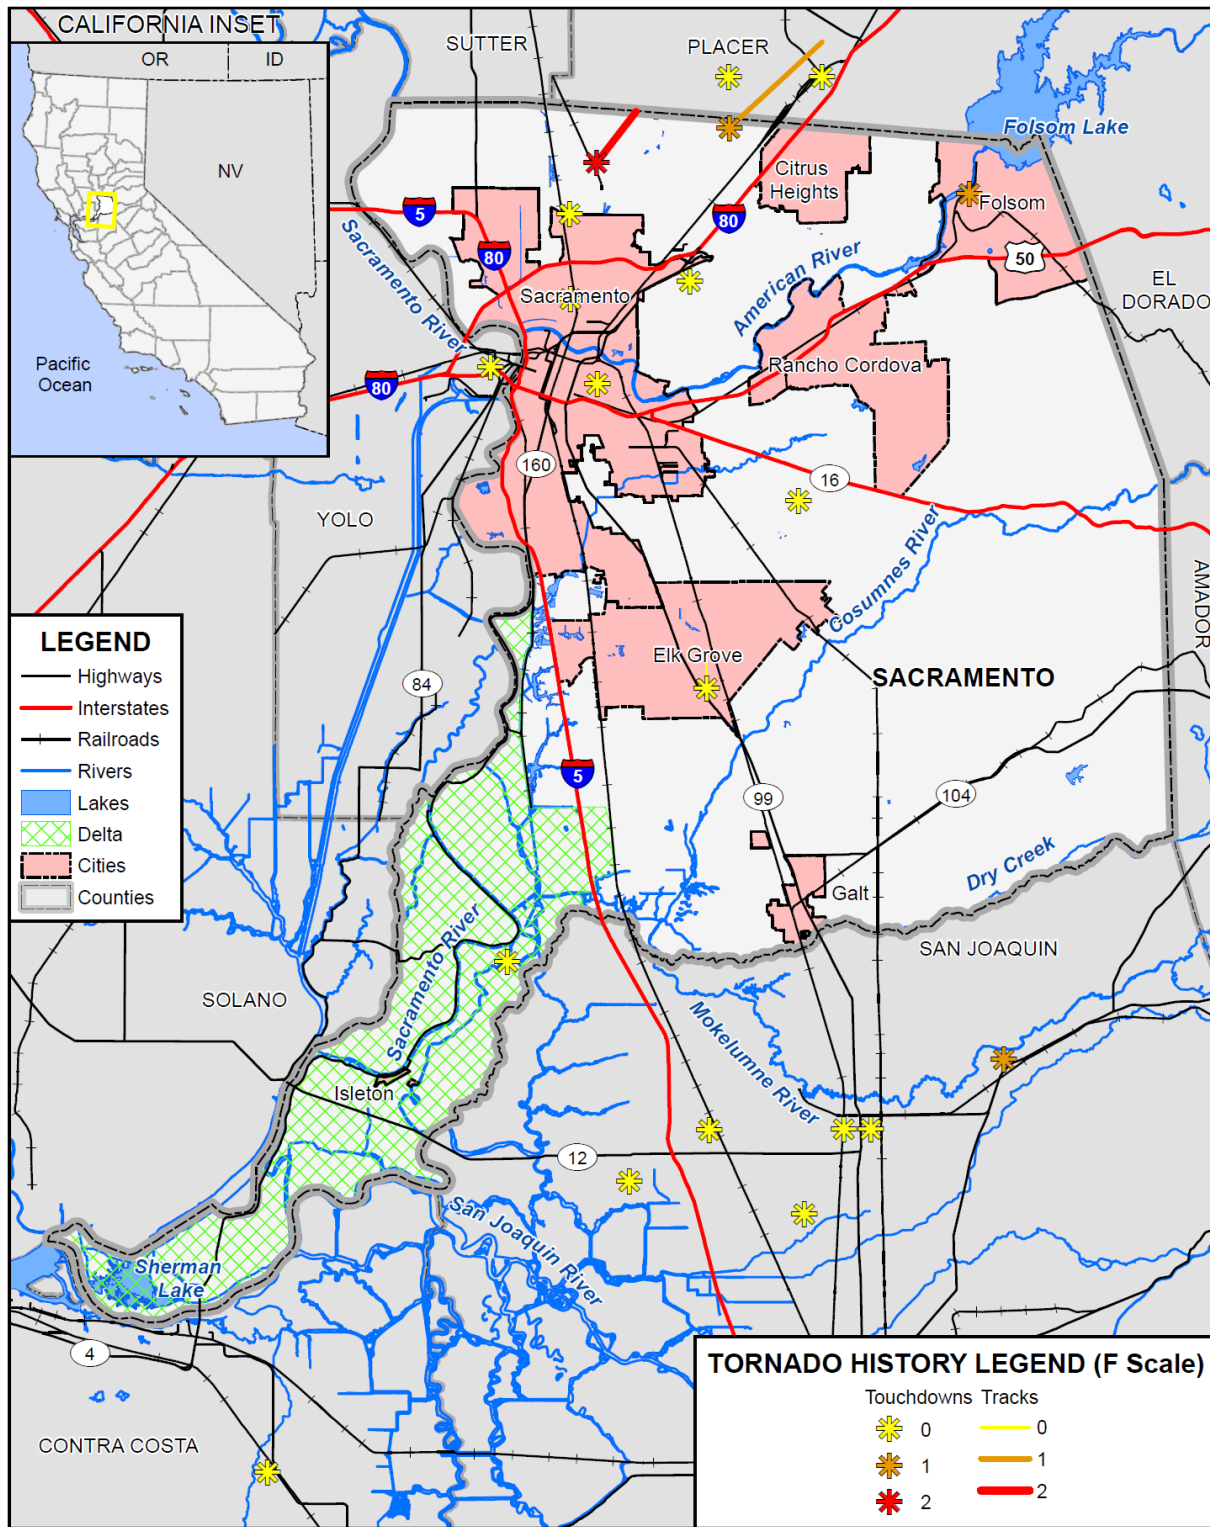 CALIFORNIA INSET
OR
ID
NV
Pacific
Ocean
SUTTER
PLACER
Folsom Lake
Citrus
Heights
Folsom
5
80
80
50
Sacramento River
American River
EL
DORADO
Sacramento
Rancho Cordova
80
160
16
YOLO
Cosumnes River
AMADOR
LEGEND
Highways
Interstates
Railroads
Rivers
Lakes
Delta
Cities
Counties
Elk Grove
SACRAMENTO
84
5
99
104
Galt
Dry Creek
Sacramento River
SAN JOAQUIN
SOLANO
Mokelumne River
Isleton
12
San Joaquin River
Sherman
Lake
4
CONTRA COSTA
TORNADO HISTORY LEGEND (F Scale)
Touchdowns Tracks
0 0
1 1
2 2